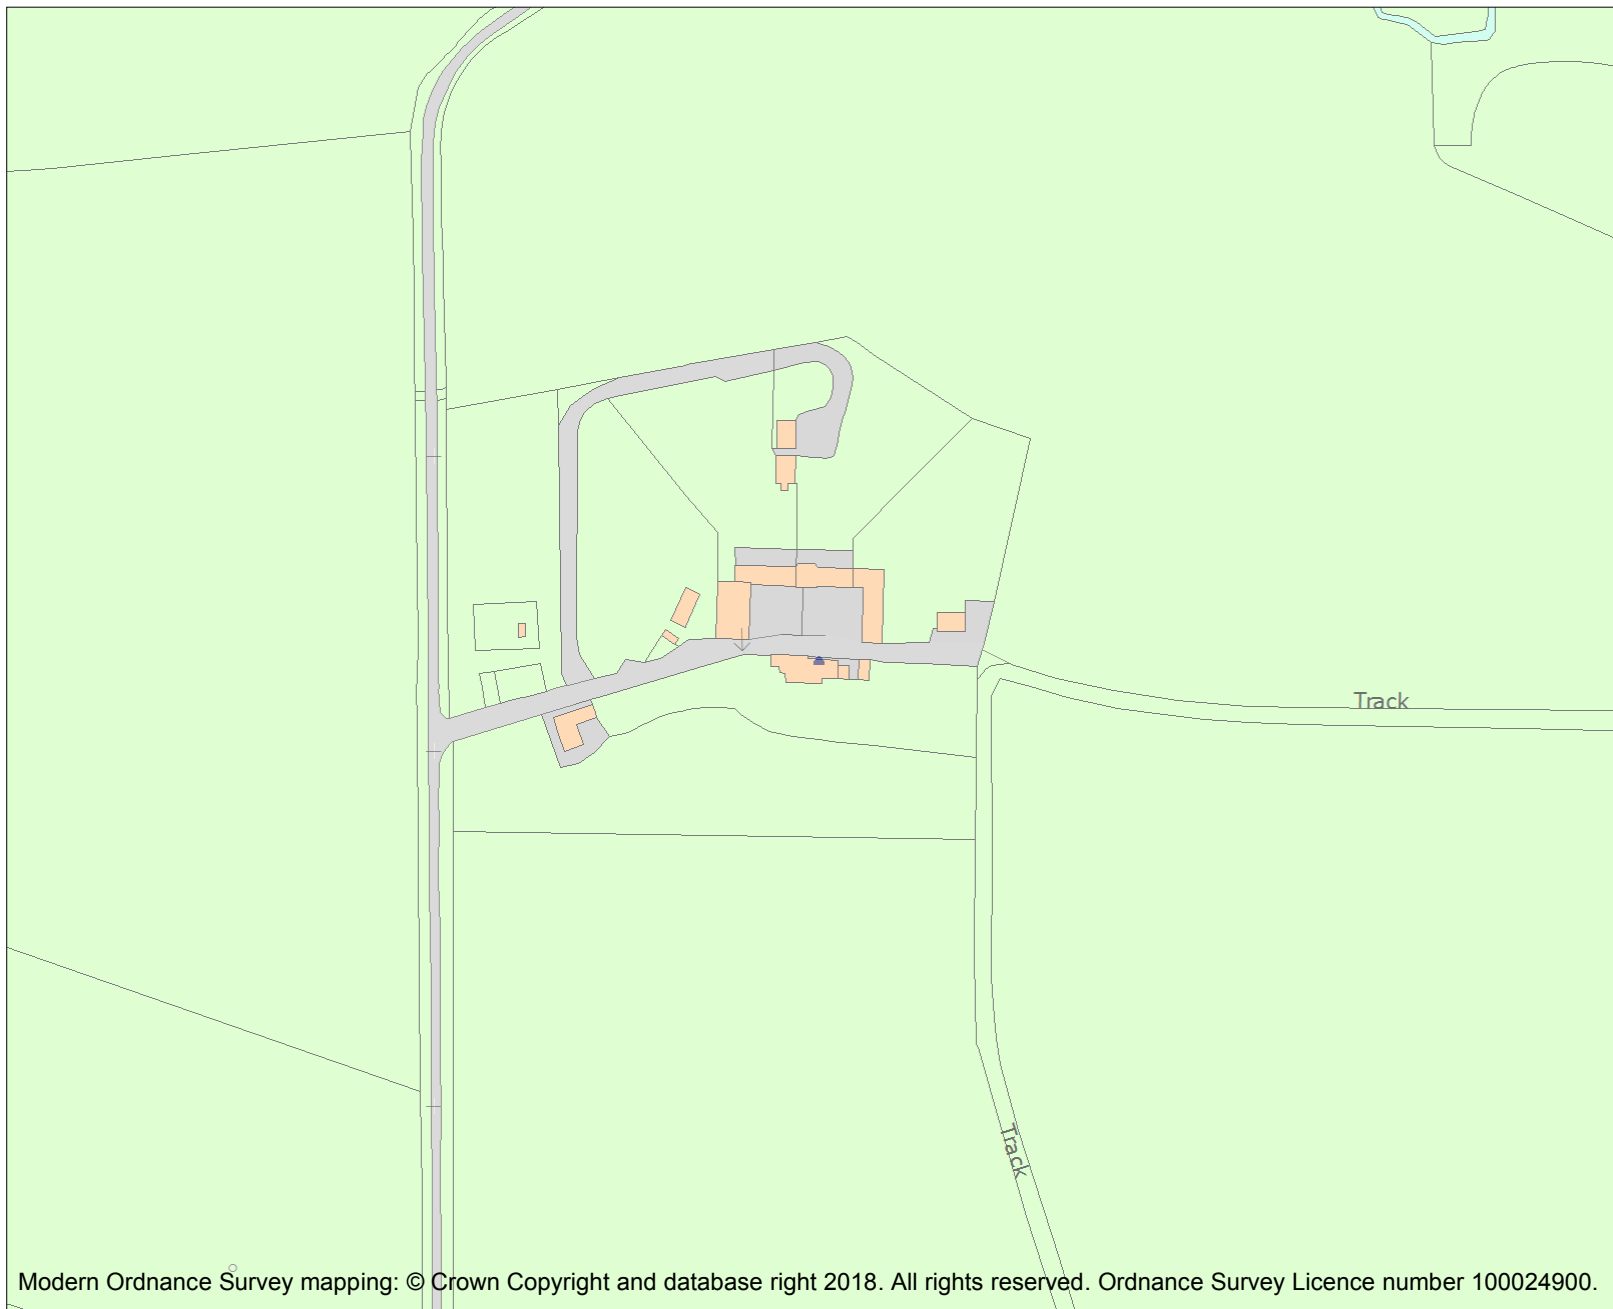 Track
Track
Modern Ordnance Survey mapping: © Crown Copyright and database right 2018. All rights reserved. Ordnance Survey Licence number 100024900.